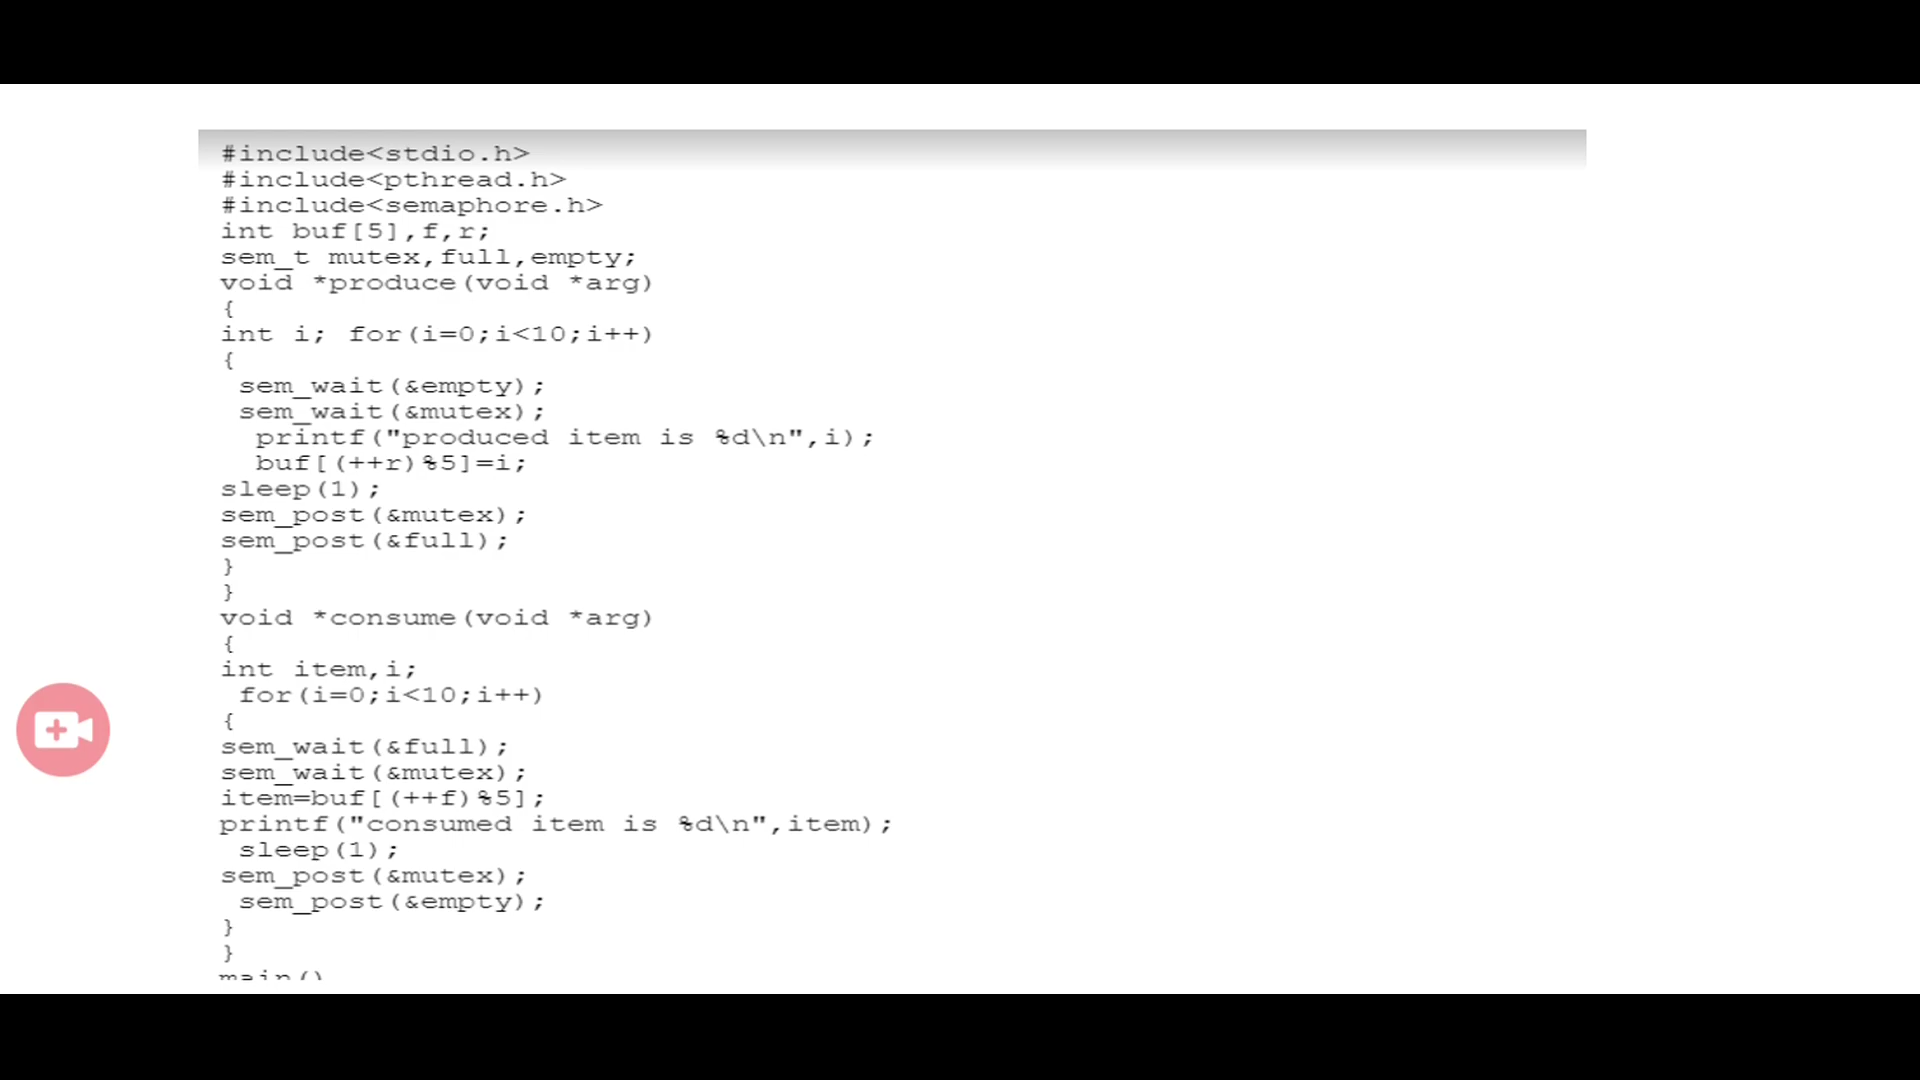 #include<stdio.h>
#include<pthread.h>
#include<semaphore.h>
int buf[5],f,r;
sem_t mutex,full,empty;
void *produce(void *arg)
{
int i; for(i=0;i<10;i++)
{
sem_wait(&empty);
sem_wait(&mutex);
printf("produced item is %d\n",i);
buf[(++r)%5]=i;
sleep(1);
sem_post(&mutex);
sem_post(&full);
}
}
void *consume(void *arg)
{
int item,i;
for(i=0;i<10;i++)
{
sem_wait(&full);
sem_wait(&mutex);
item=buf[(++f)%5];
printf("consumed item is %d\n",item);
sleep(1);
sem_post(&mutex);
sem_post(&empty);
}
}
main()